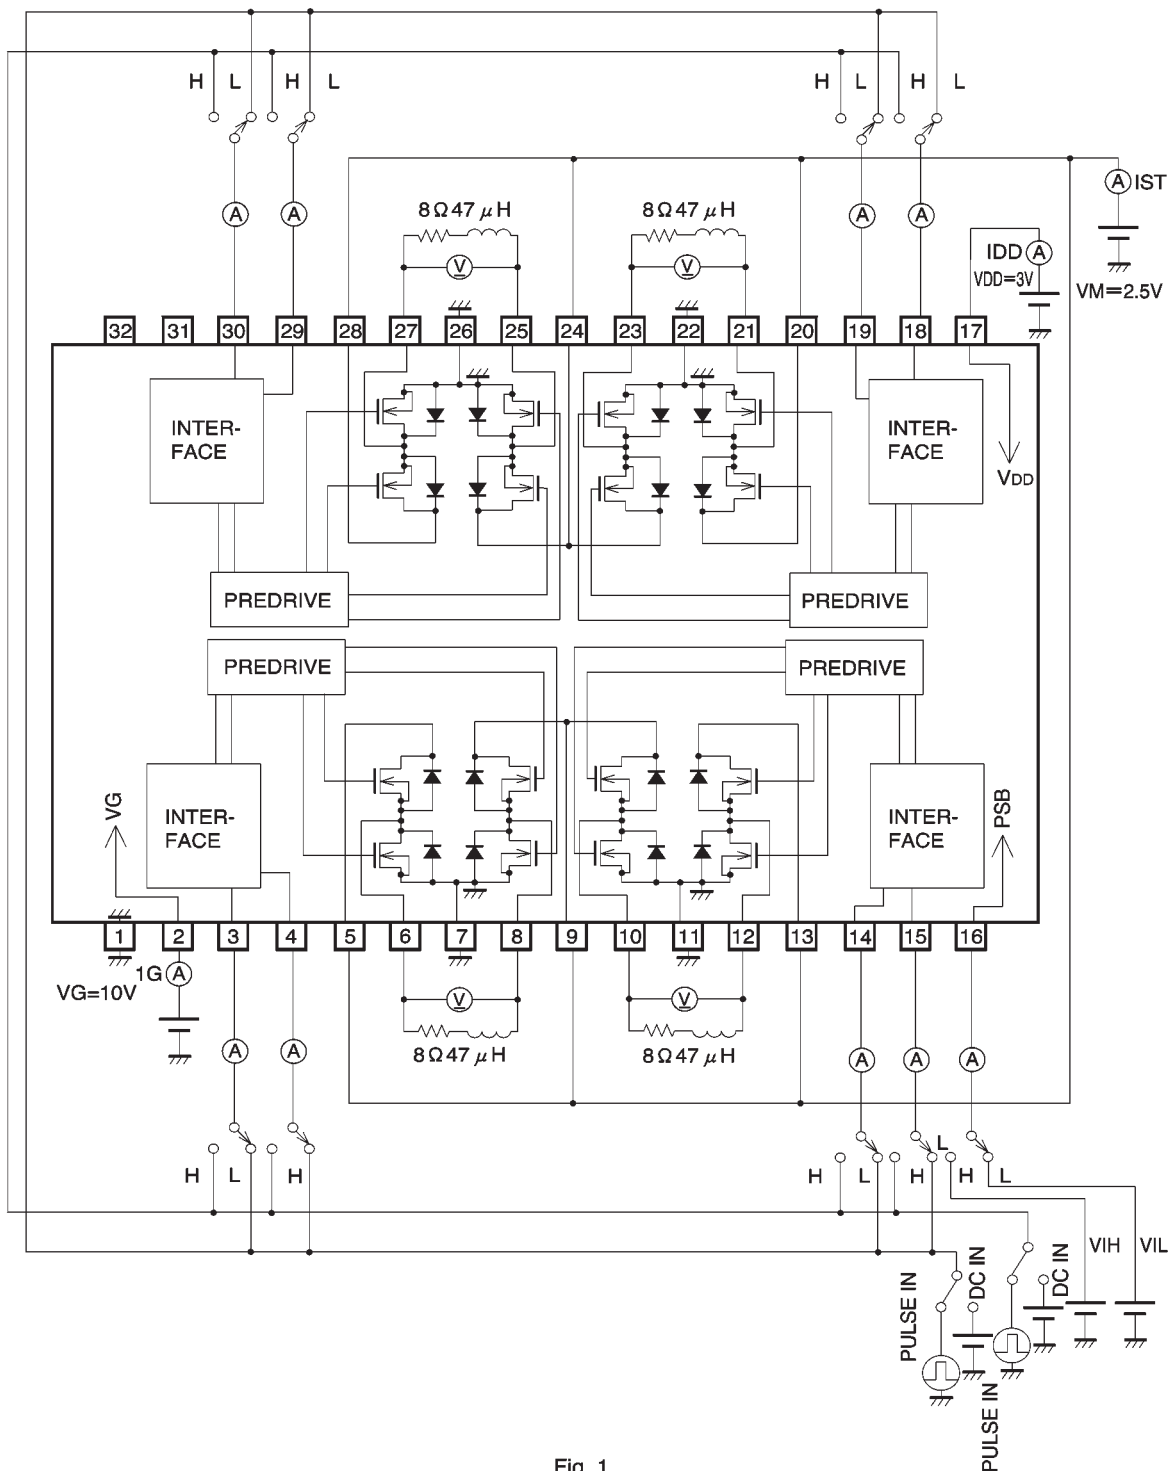 H L H L
H L H L
A A A A
A IST
8Ω 47 μH
8Ω 47 μH
IDD A
VDD=3V
VM=2.5V
V V
32 31 30 29 28 27 26 25 24 23 22 21 20 19 18 17
INTER-
FACE
INTER-
FACE
VDD
PREDRIVE
PREDRIVE
PREDRIVE
PREDRIVE
VG
INTER-
FACE
INTER-
FACE
PSB
1 2 3 4 5 6 7 8 9 10 11 12 13 14 15 16
1G A
VG=10V
V V
8Ω 47 μH
8Ω 47 μH
A A A A A
H L H
H L H L H L
VIH VIL
PULSE IN
DC IN
DC IN
PULSE IN
Fig. 1